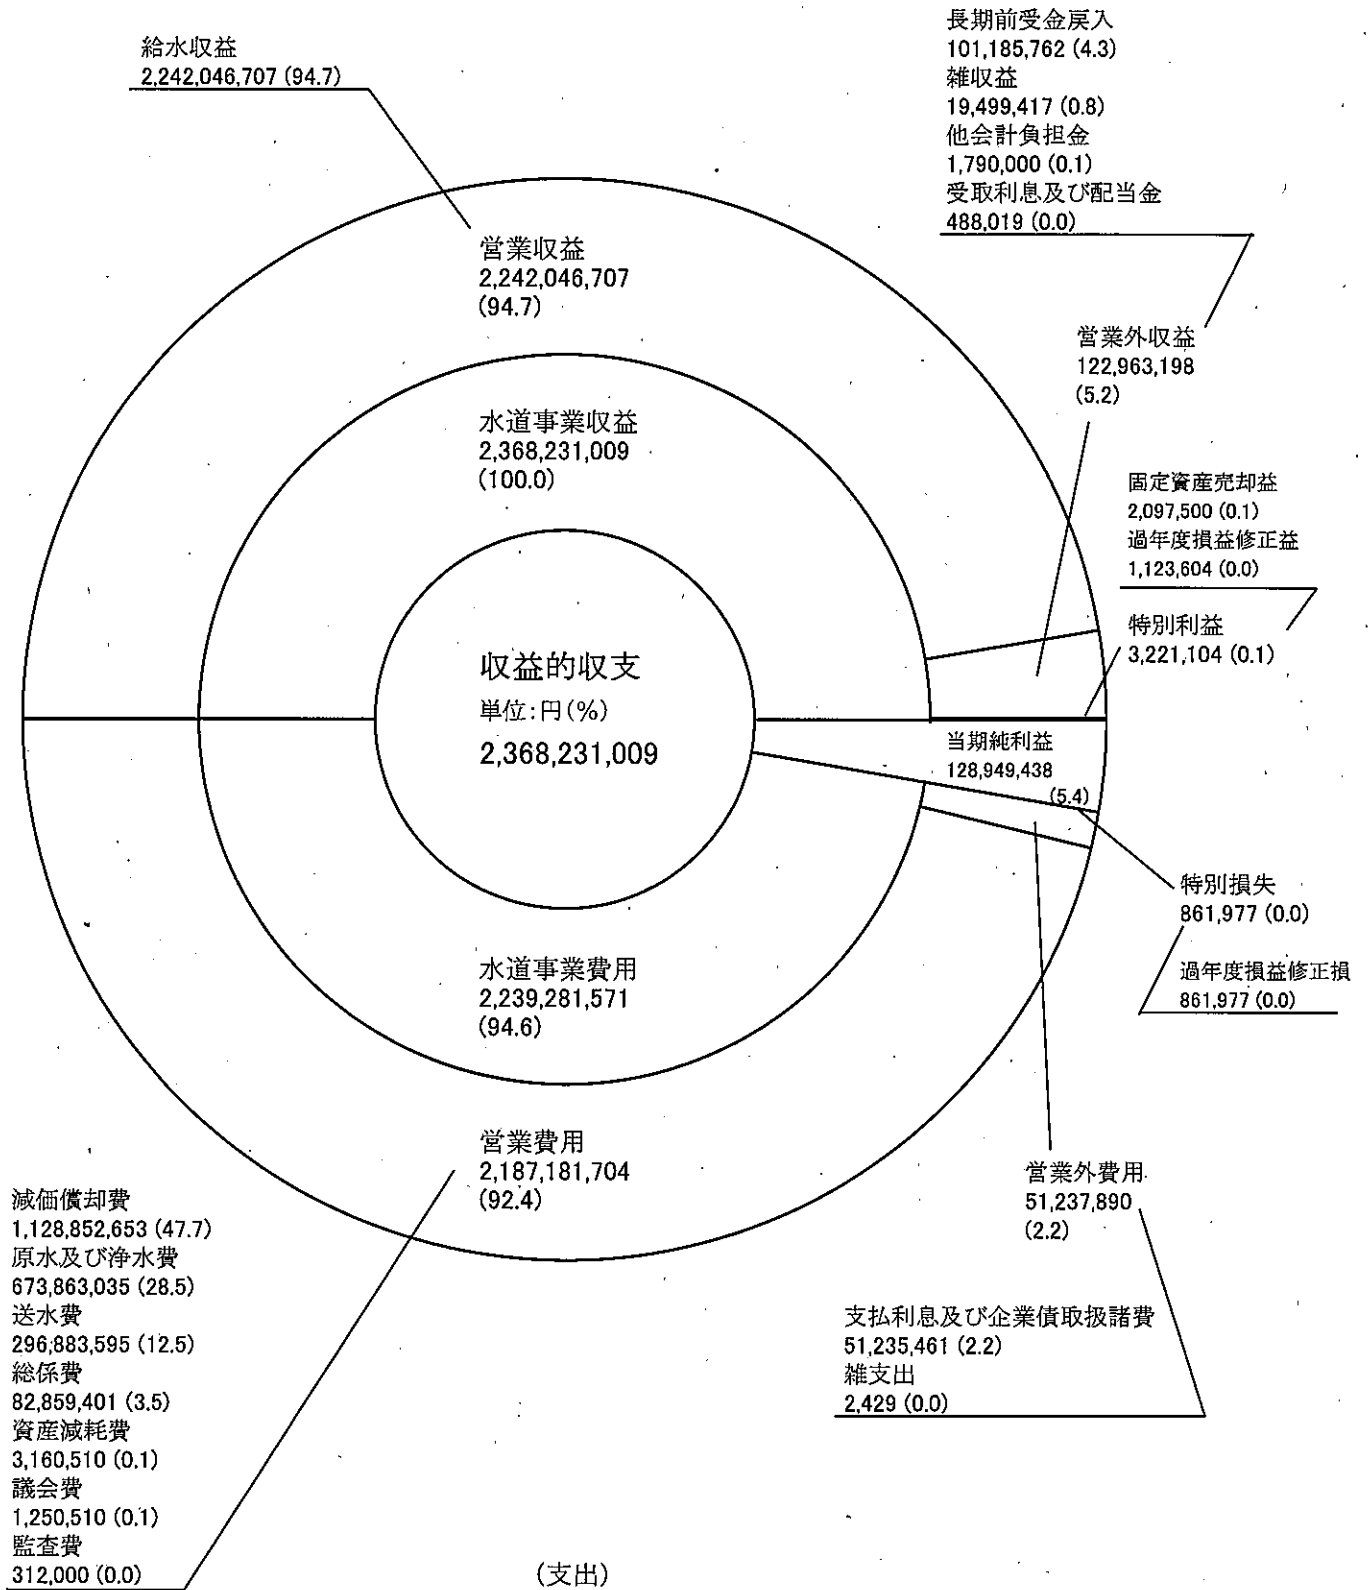 給水収益
2,242,046,707 (94.7)
長期前受金戻入
101,185,762 (4.3)
雑収益
19,499,417 (0.8)
他会計負担金
1,790,000 (0.1)
受取利息及び配当金
488,019 (0.0)
営業収益
2,242,046,707
(94.7)
営業外収益
122,963,198
(5.2)
水道事業収益
2,368,231,009
(100.0)
固定資産売却益
2,097,500 (0.1)
過年度損益修正益
1,123,604 (0.0)
特別利益
3,221,104 (0.1)
収益的収支
単位:円(%)
2,368,231,009
当期純利益
128,949,438
(5.4)
特別損失
861,977 (0.0)
過年度損益修正損
861,977 (0.0)
水道事業費用
2,239,281,571
(94.6)
営業費用
2,187,181,704
(92.4)
営業外費用
51,237,890
(2.2)
減価償却費
1,128,852,653 (47.7)
原水及び浄水費
673,863,035 (28.5)
送水費
296,883,595 (12.5)
総係費
82,859,401 (3.5)
資産減耗費
3,160,510 (0.1)
議会費
1,250,510 (0.1)
監査費
312,000 (0.0)
支払利息及び企業債取扱諸費
51,235,461 (2.2)
雑支出
2,429 (0.0)
(支出)